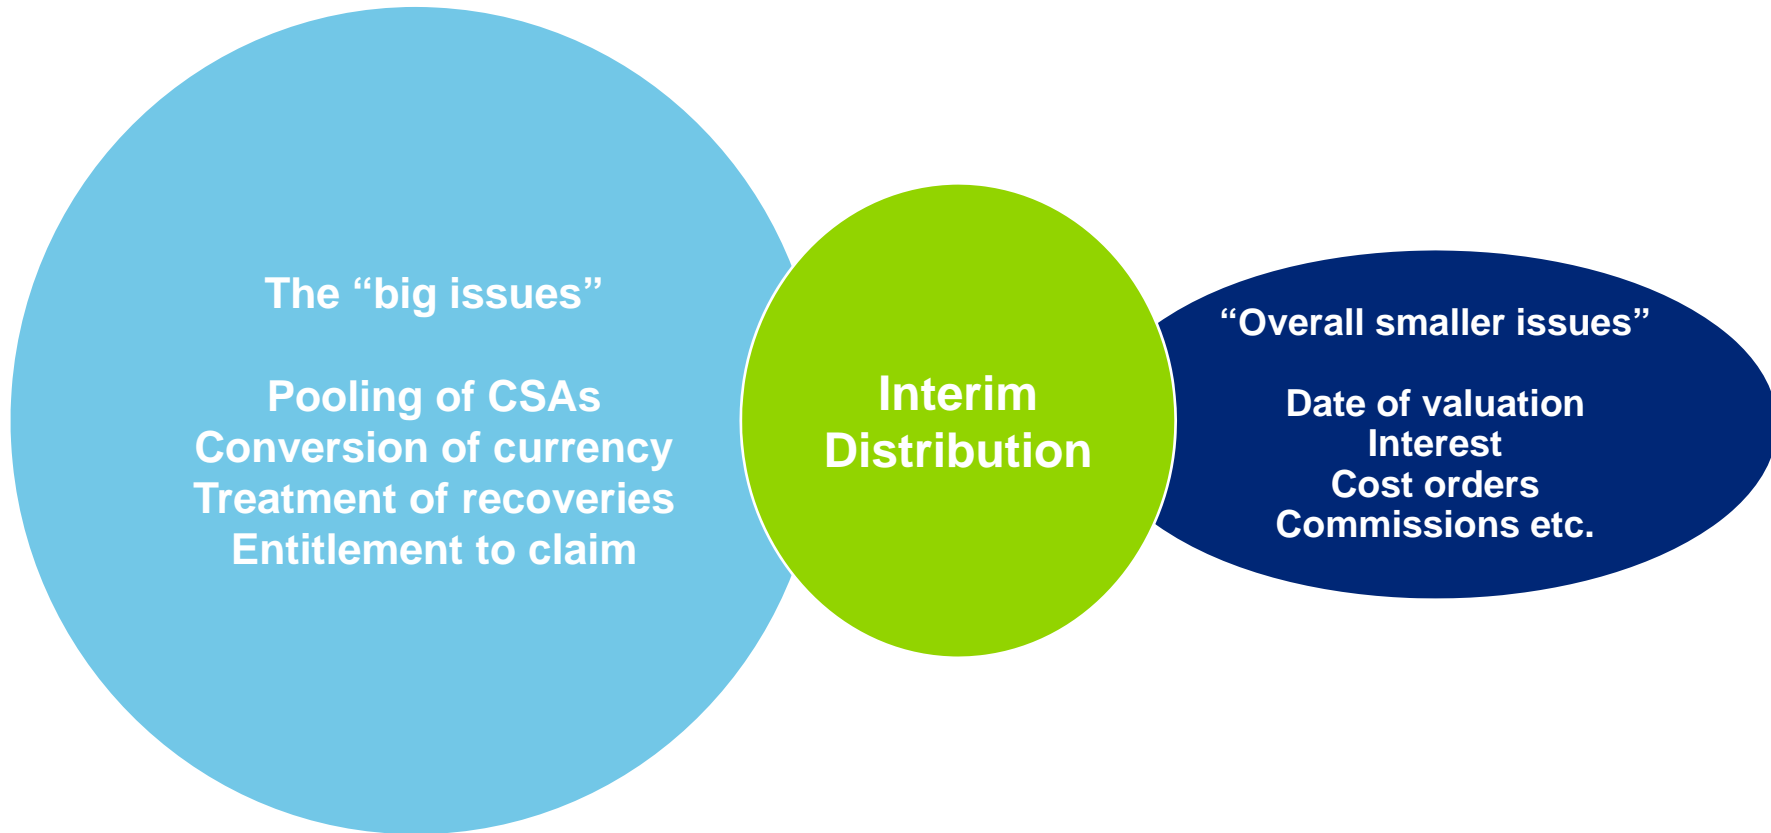 The “big issues”
Pooling of CSAs
Conversion of currency
Treatment of recoveries
Entitlement to claim
Interim
Distribution
“Overall smaller issues”
Date of valuation
Interest
Cost orders
Commissions etc.